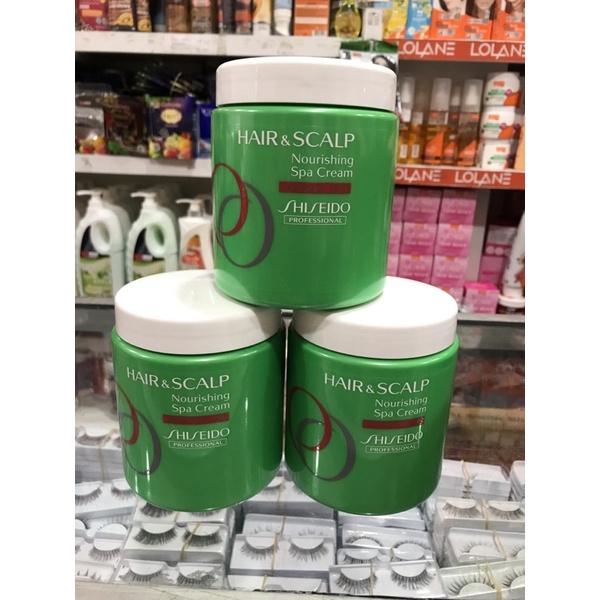 LOLANE
LOLANE
LOLANE
LOLANE
HAIR & SCALP
Nourishing
Spa Cream
SHISEIDO
PROFESSIONAL
HAIR & SCALP
Nourishing
Spa Cream
SHISEIDO
PROFESSIONAL
HAIR & SCALP
Nourishing
Spa Cream
SHISEIDO
PROFESSIONAL